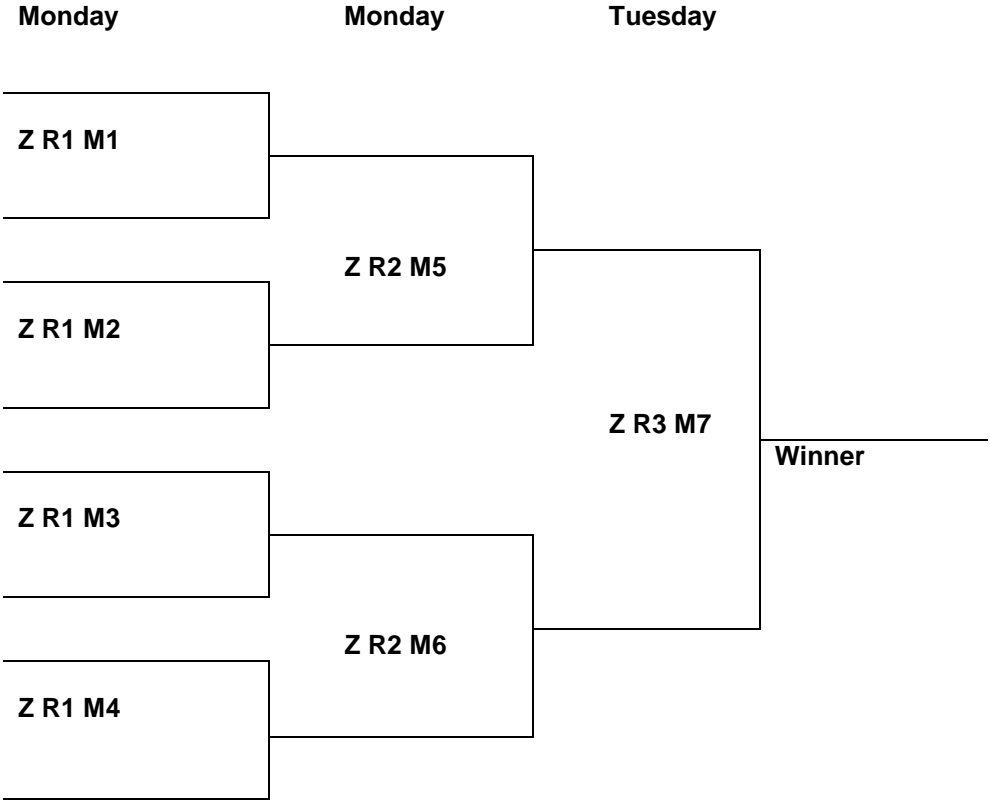 Monday Monday Tuesday
Z R1 M1
Z R2 M5
Z R1 M2
Z R3 M7
Winner
Z R1 M3
Z R2 M6
Z R1 M4